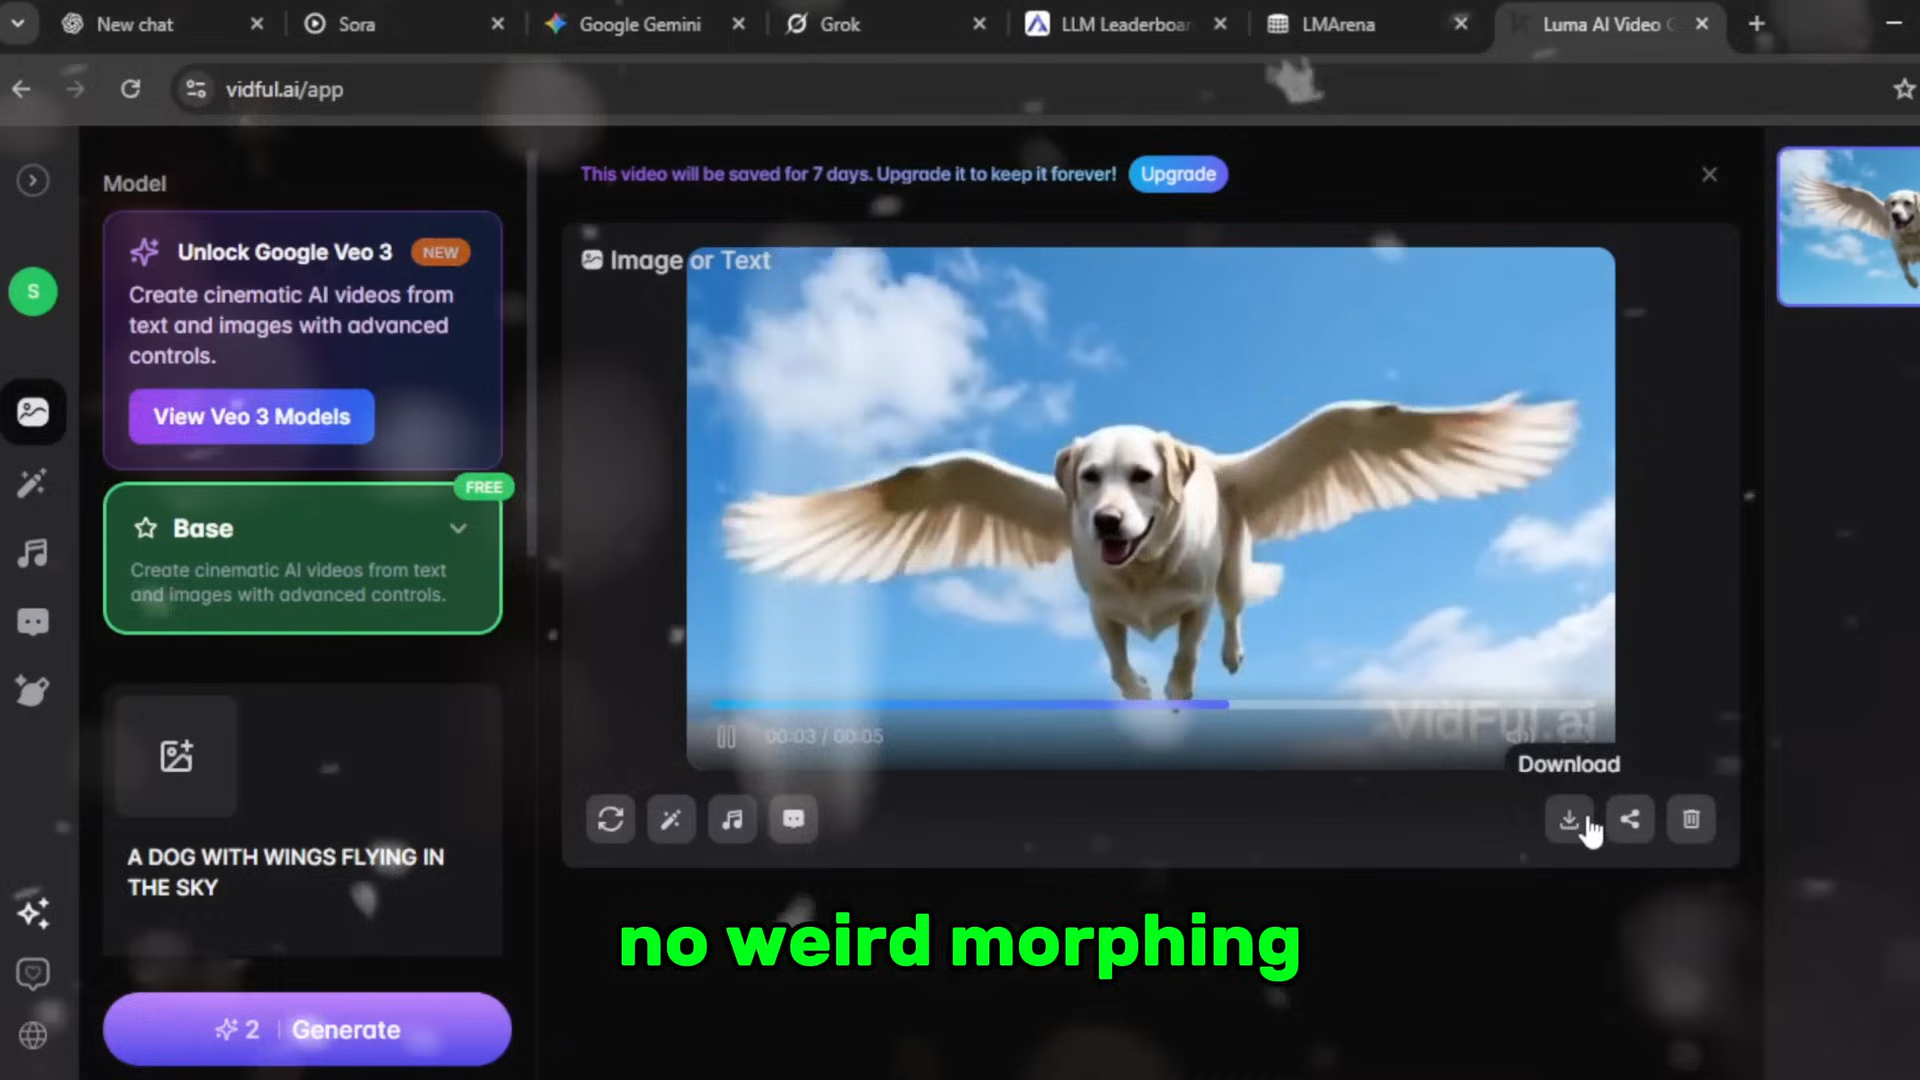 New chat
Sora
Google Gemini
Grok
LLM Leaderboar
LMArena
Luma AI Video
vidful.ai/app
Model
Unlock Google Veo 3 NEW
Create cinematic AI videos from
text and images with advanced
controls.
View Veo 3 Models
FREE
Base
Create cinematic AI videos from text
and images with advanced controls.
A DOG WITH WINGS FLYING IN
THE SKY
2 | Generate
S
This video will be saved for 7 days. Upgrade it to keep it forever! Upgrade
Image or Text
00:03 / 00:05
VidFul.ai
Download
no weird morphing